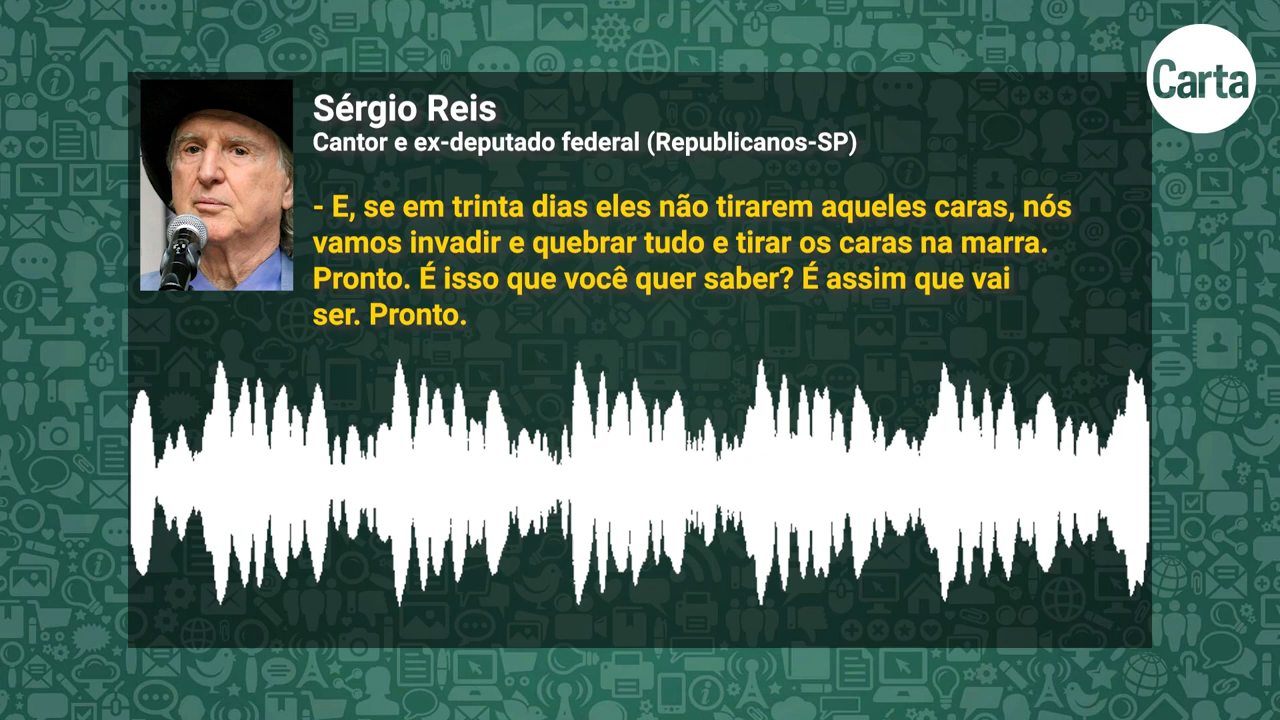 Carta
Sérgio Reis
Cantor e ex-deputado federal (Republicanos-SP)
- E, se em trinta dias eles não tirarem aqueles caras, nós
vamos invadir e quebrar tudo e tirar os caras na marra.
Pronto. É isso que você quer saber? É assim que vai
ser. Pronto.